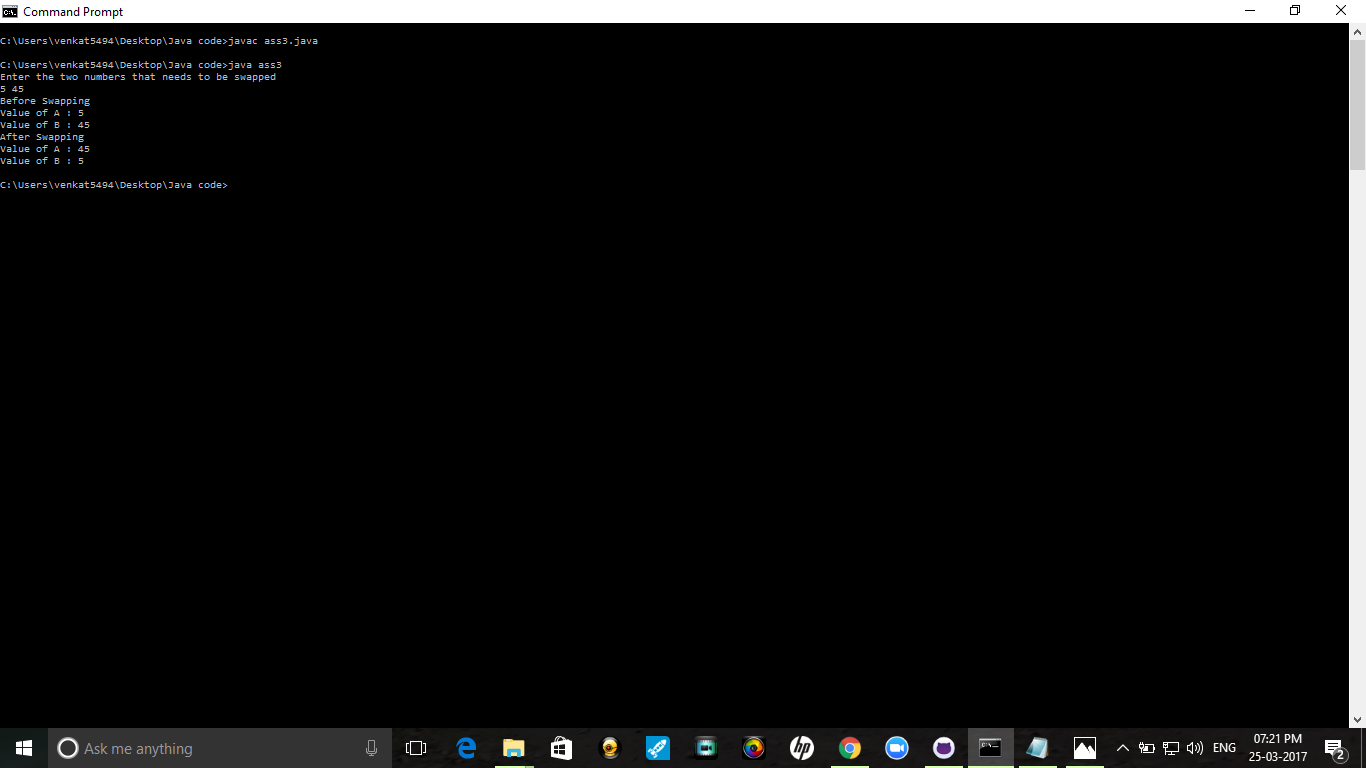 Command Prompt
C:\Users\venkat5494\Desktop\Java code>javac ass3.java
C:\Users\venkat5494\Desktop\Java code>java ass3
Enter the two numbers that needs to be swapped
5 45
Before Swapping
Value of A : 5
Value of B : 45
After Swapping
Value of A : 45
Value of B : 5
C:\Users\venkat5494\Desktop\Java code>
Ask me anything
hp
ENG
07:21 PM
25-03-2017
2